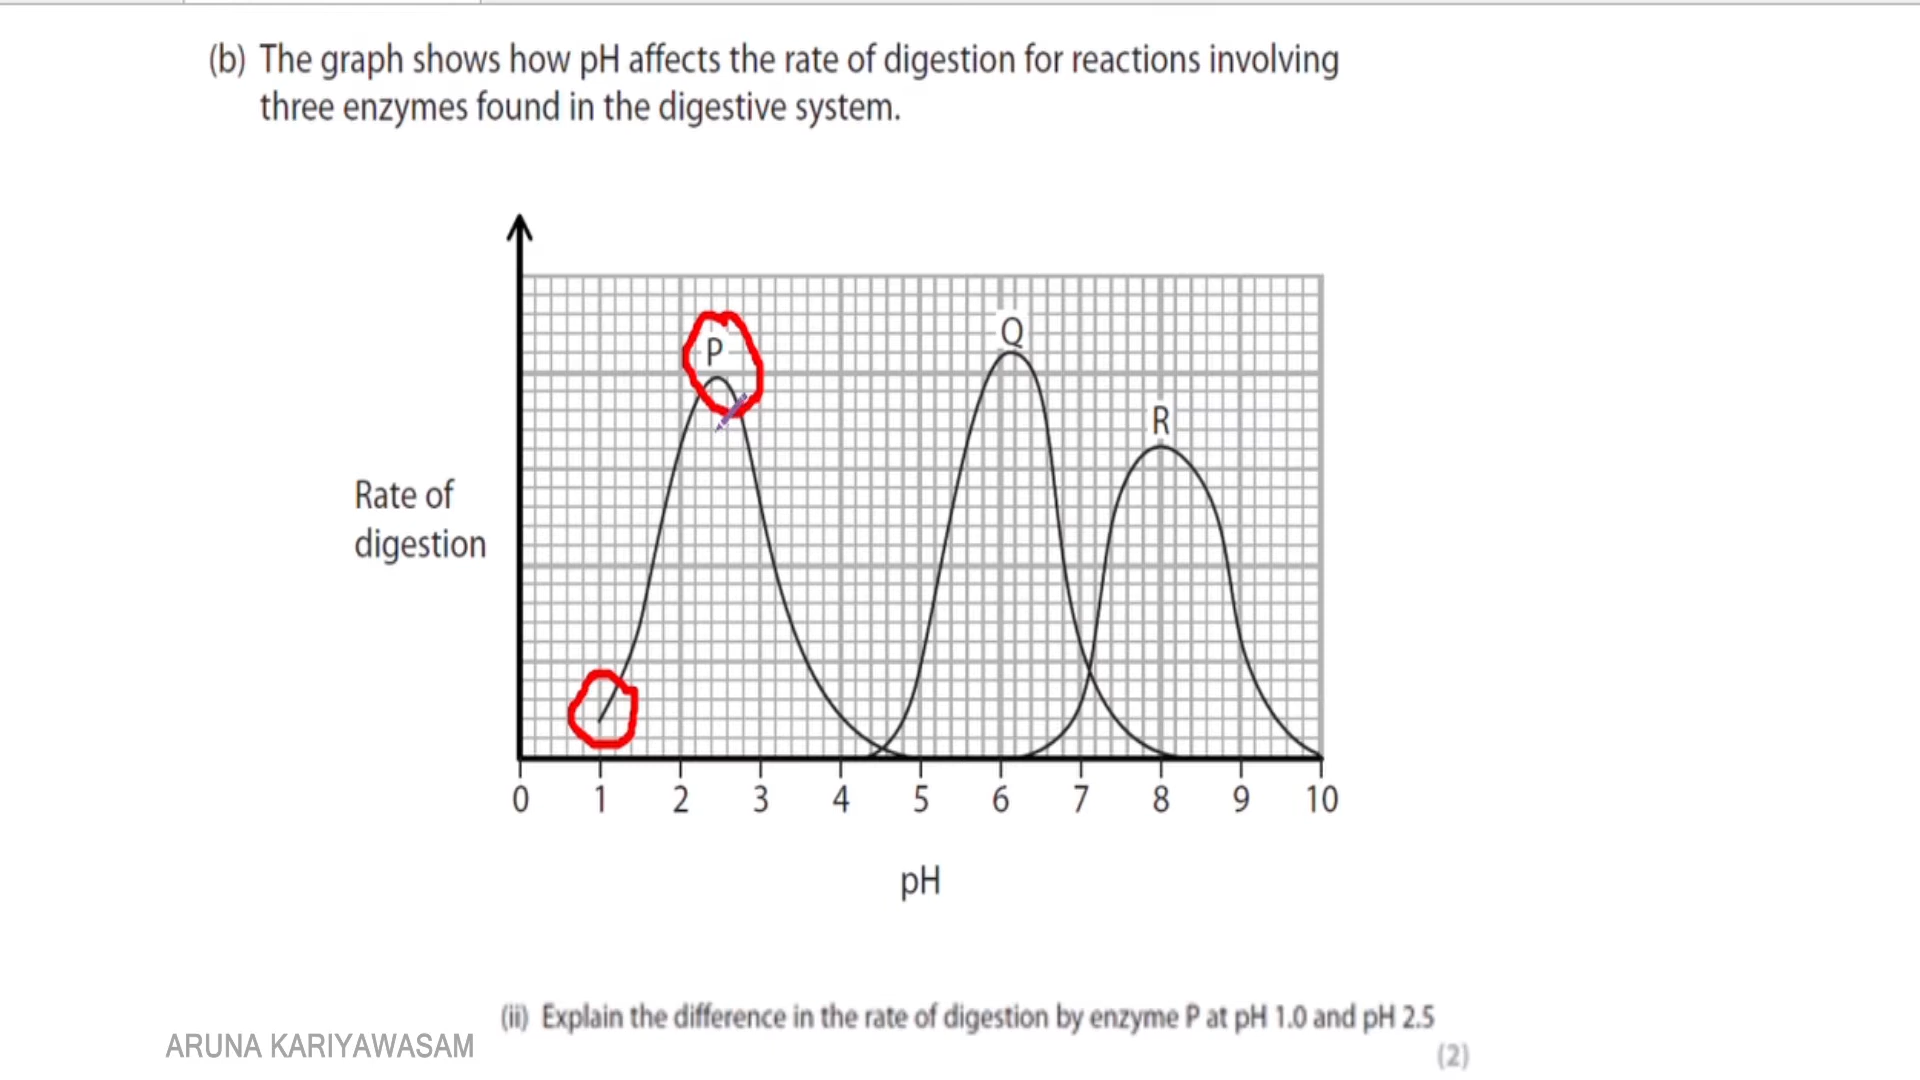 (b) The graph shows how pH affects the rate of digestion for reactions involving
three enzymes found in the digestive system.
P
Q
R
Rate of
digestion
0 1 2 3 4 5 6 7 8 9 10
pH
(ii) Explain the difference in the rate of digestion by enzyme P at pH 1.0 and pH 2.5
(2)
ARUNA KARIYAWASAM